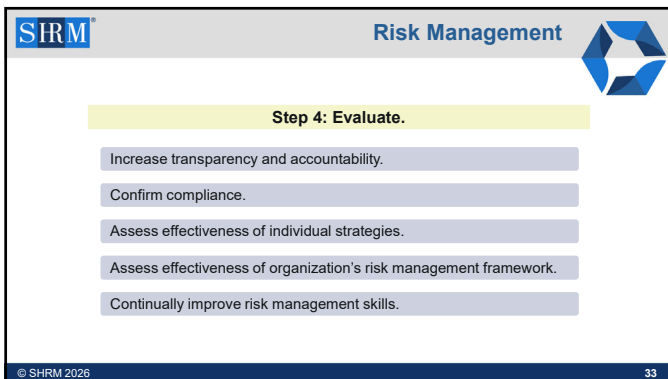 SHRM®
Risk Management
Step 4: Evaluate.
Increase transparency and accountability.
Confirm compliance.
Assess effectiveness of individual strategies.
Assess effectiveness of organization's risk management framework.
Continually improve risk management skills.
© SHRM 2026
33